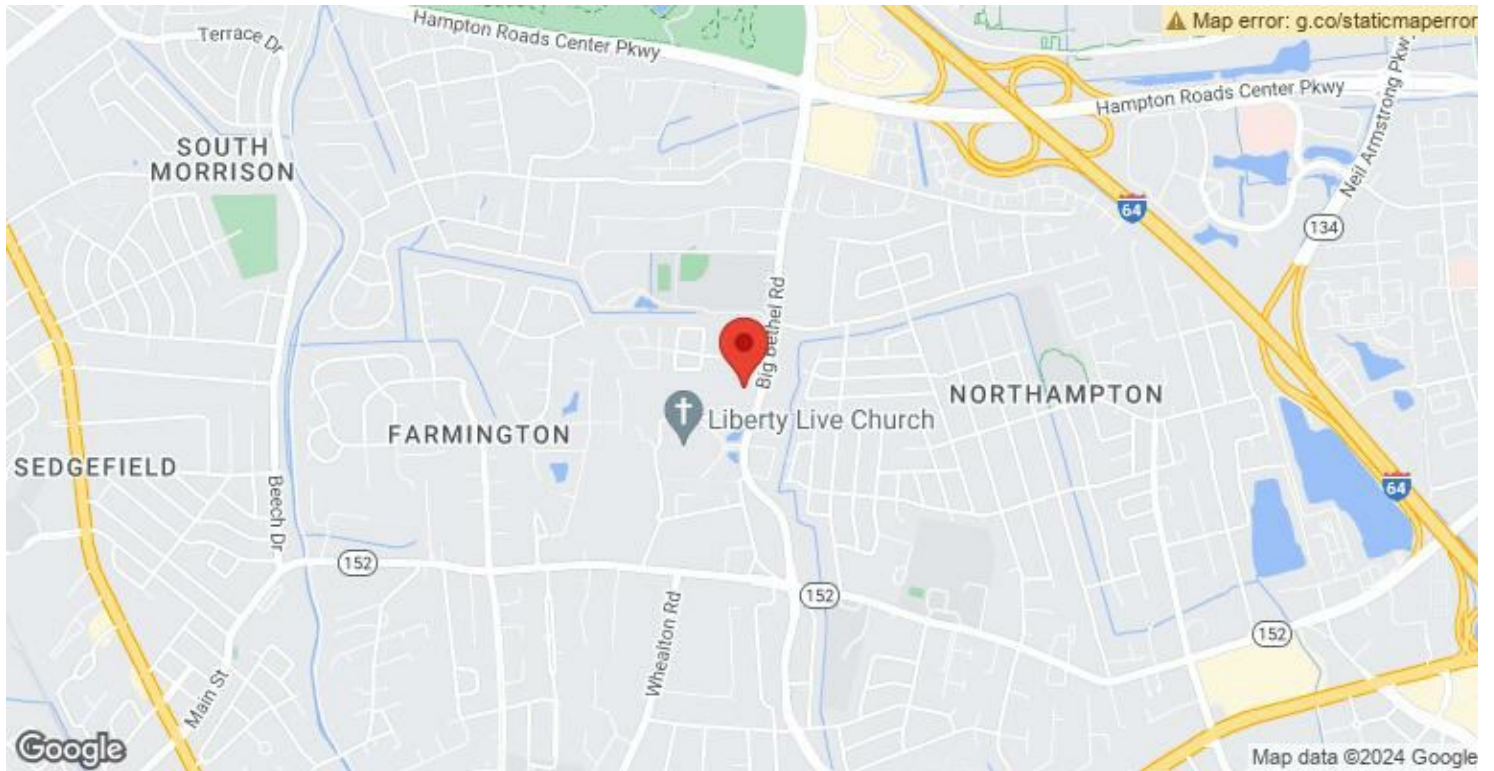 Map error: g.co/staticmaperror
Hampton Roads Center Pkwy
Terrace Dr
Hampton Roads Center Pkwy
Neil Armstrong Pkwy
SOUTH
MORRISON
64
134
Big Bethel Rd
NORTHAMPTON
Liberty Live Church
FARMINGTON
SEDGEFIELD
64
Beech Dr
152
152
152
Whealton Rd
Main St
Google
Map data ©2024 Google